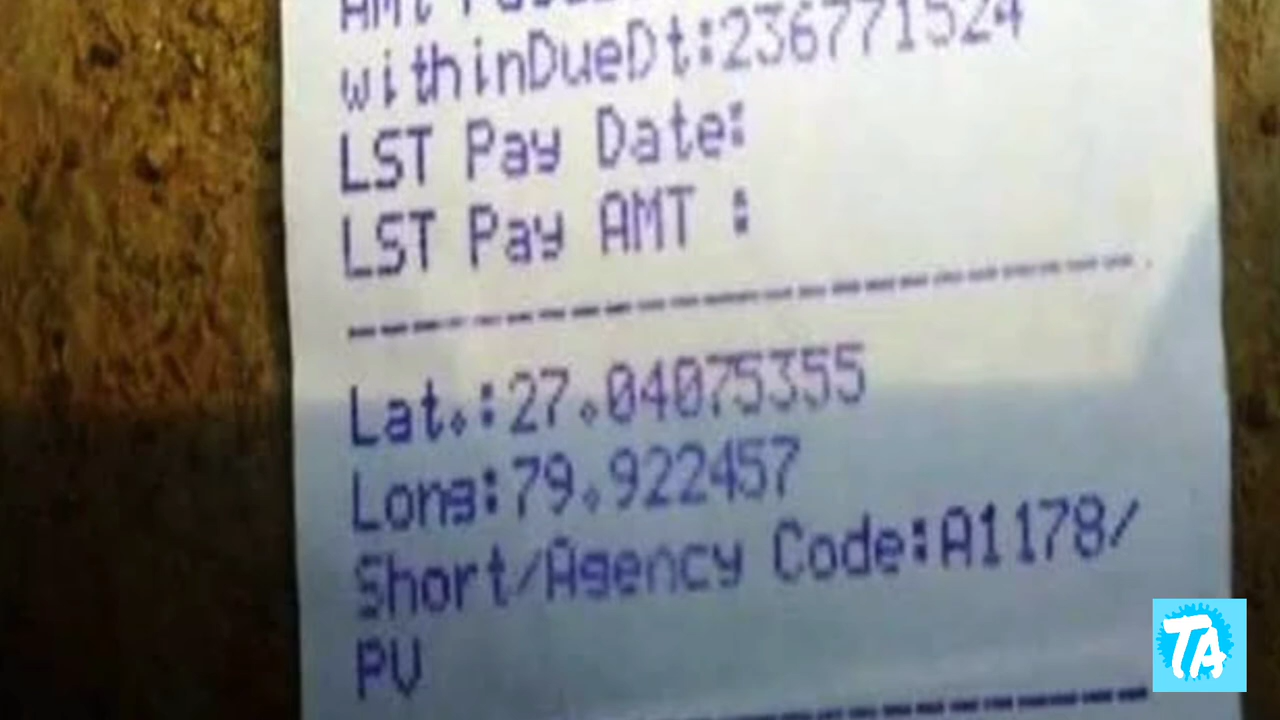 withinDueDt:236771524
LST Pay Date:
LST Pay AMT :
Lat.:27.04075355
Long:79.922457
Short/Agency Code:A1178/
PV
TA